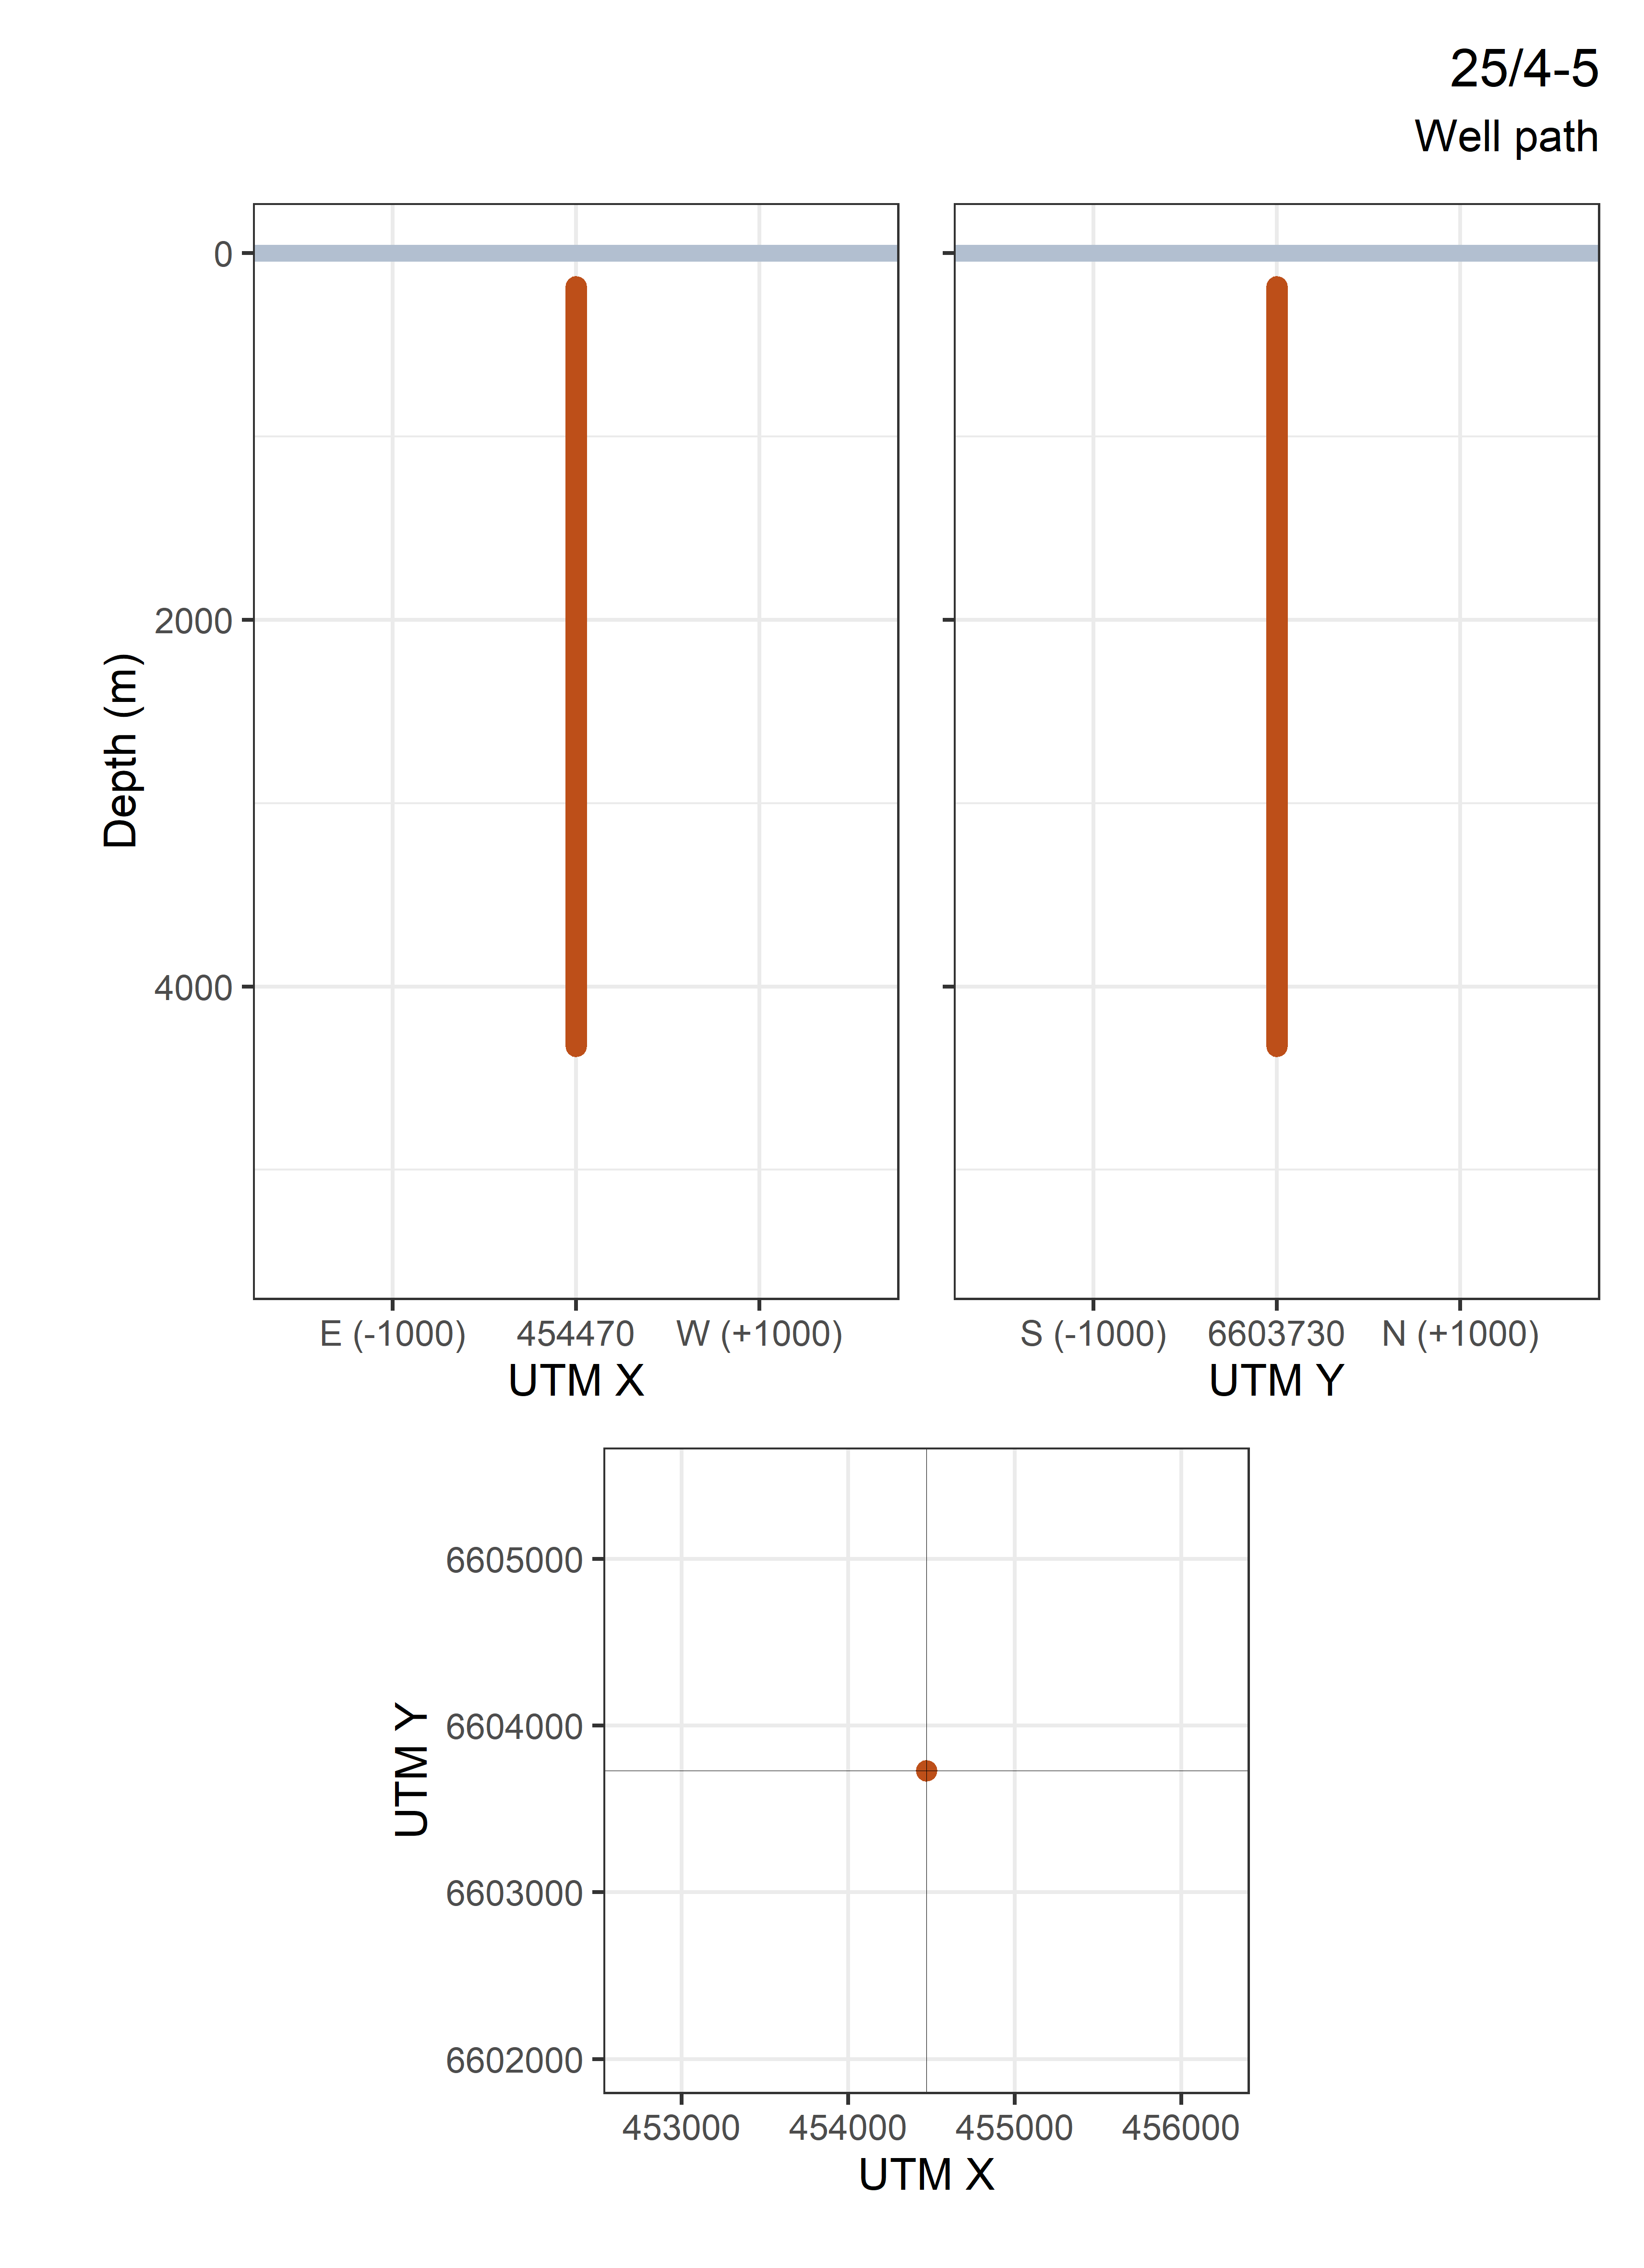 25/4-5
Well path
0
2000
4000
Depth (m)
E (-1000) 454470 W (+1000)
UTM X
S (-1000) 6603730 N (+1000)
UTM Y
6605000
6604000
6603000
6602000
UTM Y
453000 454000 455000 456000
UTM X